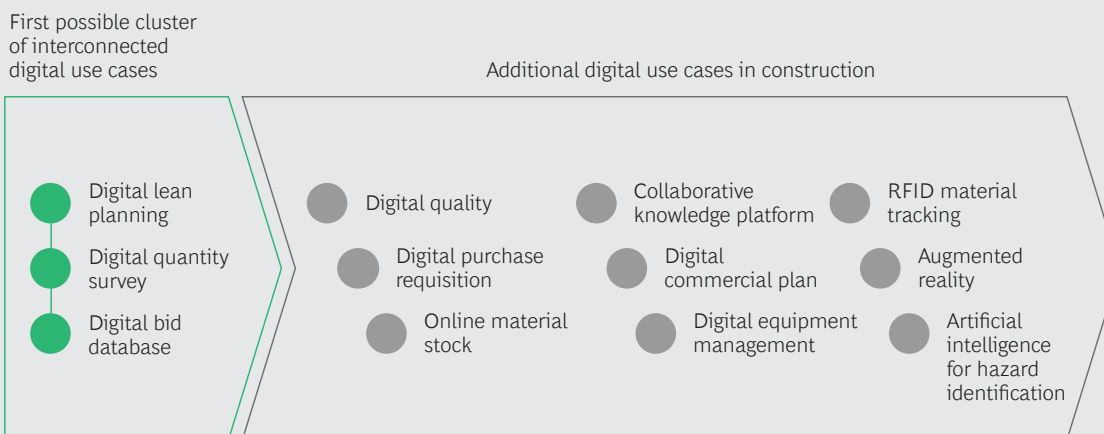 First possible cluster
of interconnected
digital use cases
Additional digital use cases in construction
Digital lean
planning
Digital quantity
survey
Digital bid
database
Digital quality
Digital purchase
requisition
Online material
stock
Collaborative
knowledge platform
Digital
commercial plan
Digital equipment
management
RFID material
tracking
Augmented
reality
Artificial
intelligence
for hazard
identification